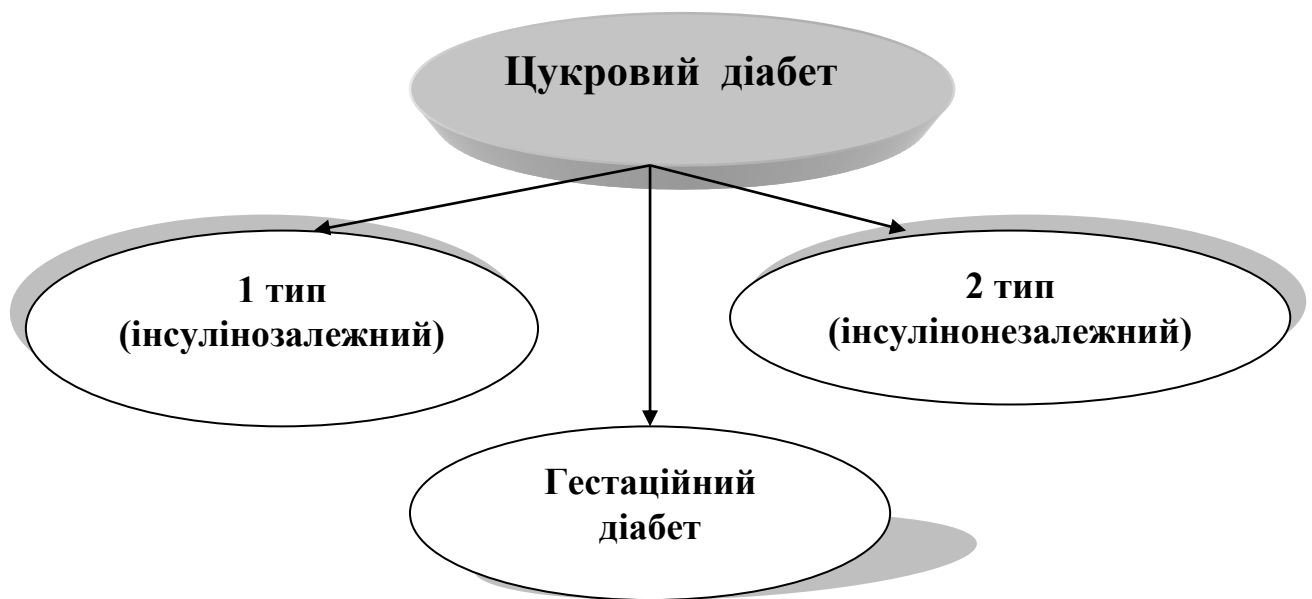 Цукровий діабет
1 тип
(інсулінозалежний)
2 тип
(інсулінонезалежний)
Гестаційний
діабет